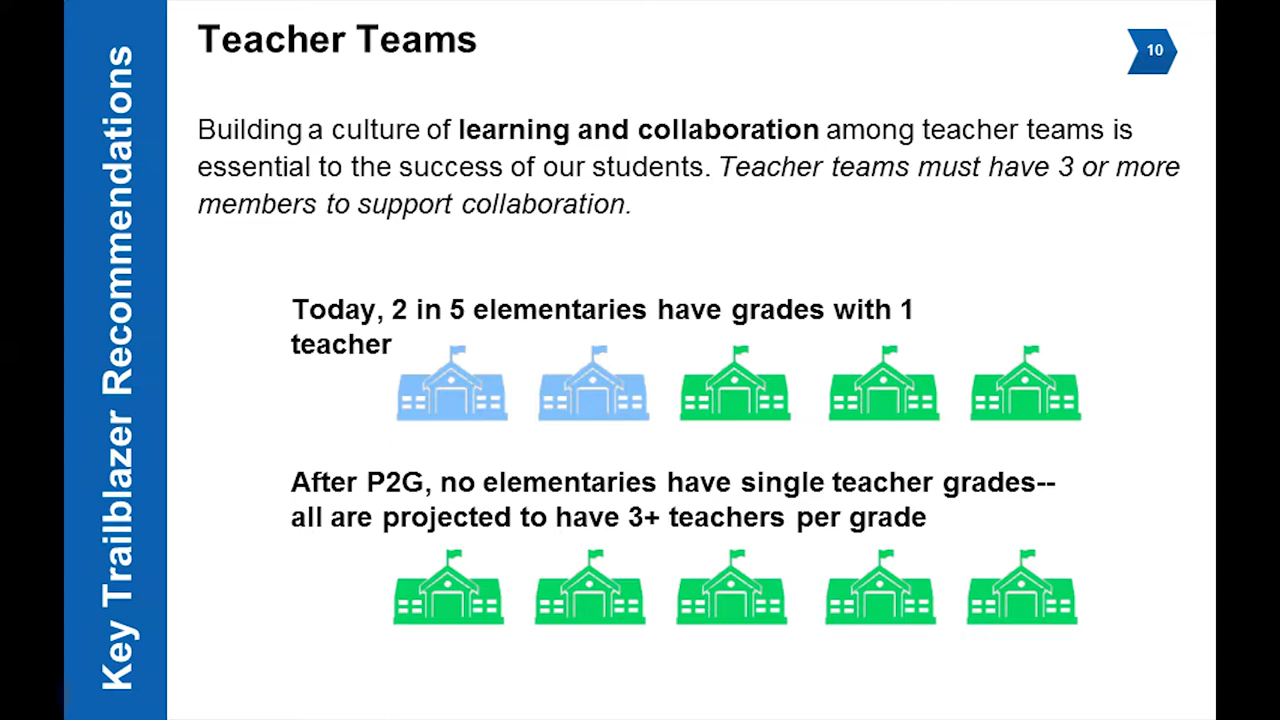 Teacher Teams
10
Key Trailblazer Recommendations
Building a culture of learning and collaboration among teacher teams is
essential to the success of our students. Teacher teams must have 3 or more
members to support collaboration.
Today, 2 in 5 elementaries have grades with 1
teacher
After P2G, no elementaries have single teacher grades--
all are projected to have 3+ teachers per grade